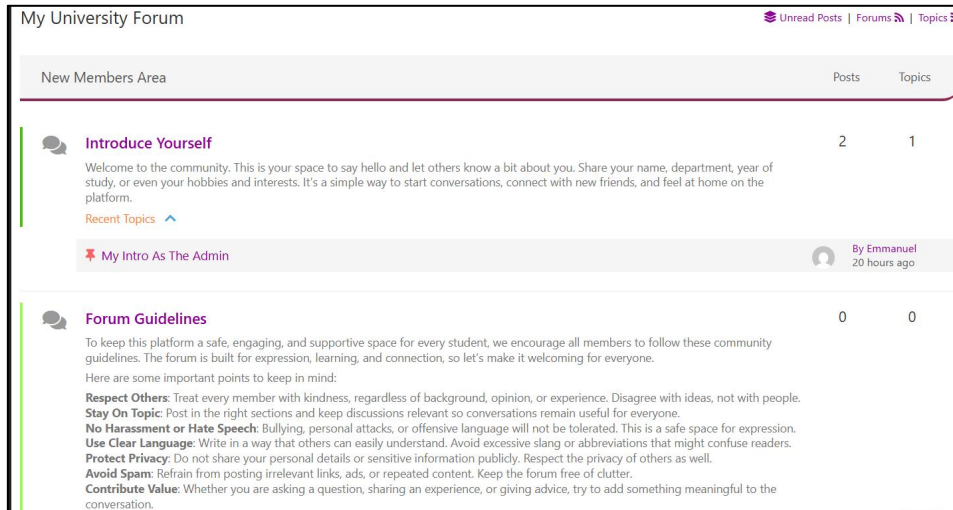 My University Forum
Unread Posts | Forums | Topics
New Members Area
Posts Topics
Introduce Yourself
2 1
Welcome to the community. This is your space to say hello and let others know a bit about you. Share your name, department, year of
study, or even your hobbies and interests. It's a simple way to start conversations, connect with new friends, and feel at home on the
platform.
Recent Topics
My Intro As The Admin
By Emmanuel
20 hours ago
Forum Guidelines
0 0
To keep this platform a safe, engaging, and supportive space for every student, we encourage all members to follow these community
guidelines. The forum is built for expression, learning, and connection, so let's make it welcoming for everyone.
Here are some important points to keep in mind:
Respect Others: Treat every member with kindness, regardless of background, opinion, or experience. Disagree with ideas, not with people.
Stay On Topic: Post in the right sections and keep discussions relevant so conversations remain useful for everyone.
No Harassment or Hate Speech: Bullying, personal attacks, or offensive language will not be tolerated. This is a safe space for expression.
Use Clear Language: Write in a way that others can easily understand. Avoid excessive slang or abbreviations that might confuse readers.
Protect Privacy: Do not share your personal details or sensitive information publicly. Respect the privacy of others as well.
Avoid Spam: Refrain from posting irrelevant links, ads, or repeated content. Keep the forum free of clutter.
Contribute Value: Whether you are asking a question, sharing an experience, or giving advice, try to add something meaningful to the
conversation.